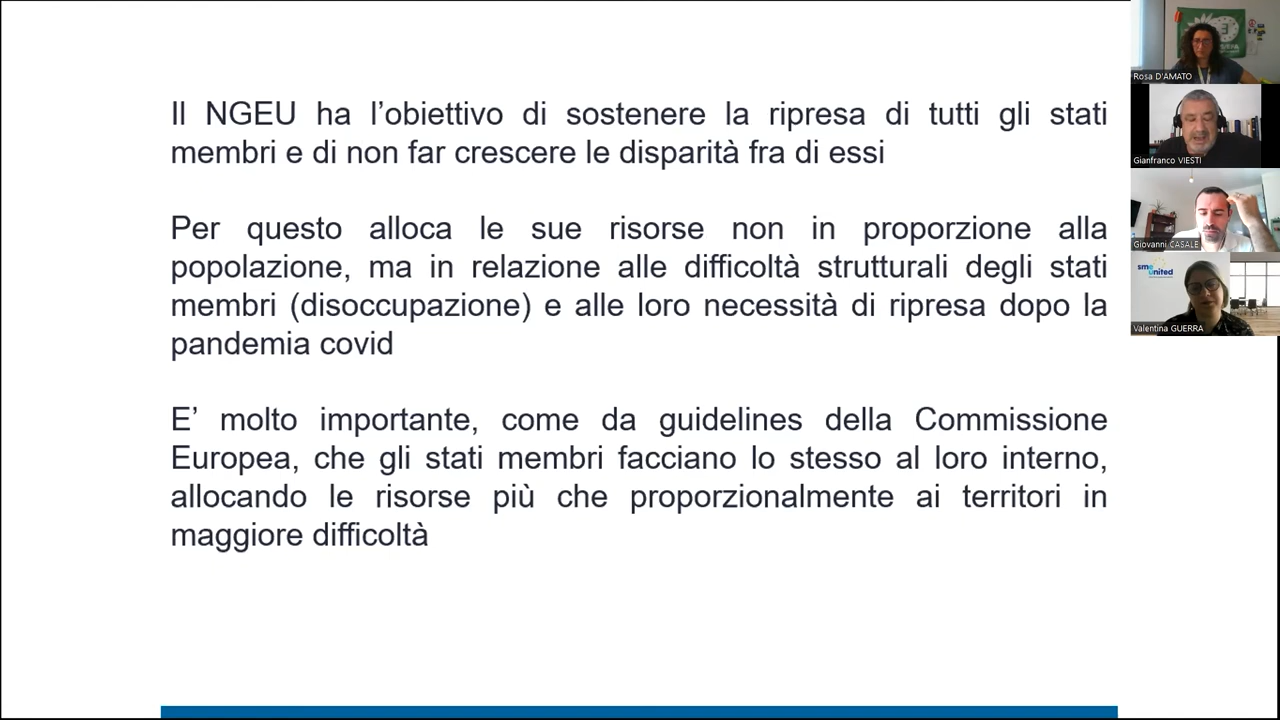 Il NGEU ha l’obiettivo di sostenere la ripresa di tutti gli stati
membri e di non far crescere le disparità fra di essi
Per questo alloca le sue risorse non in proporzione alla
popolazione, ma in relazione alle difficoltà strutturali degli stati
membri (disoccupazione) e alle loro necessità di ripresa dopo la
pandemia covid
E’ molto importante, come da guidelines della Commissione
Europea, che gli stati membri facciano lo stesso al loro interno,
allocando le risorse più che proporzionalmente ai territori in
maggiore difficoltà
Rosa D'AMATO
Gianfranco VIESTI
Giovanni CASALE
sme united
Valentina GUERRA